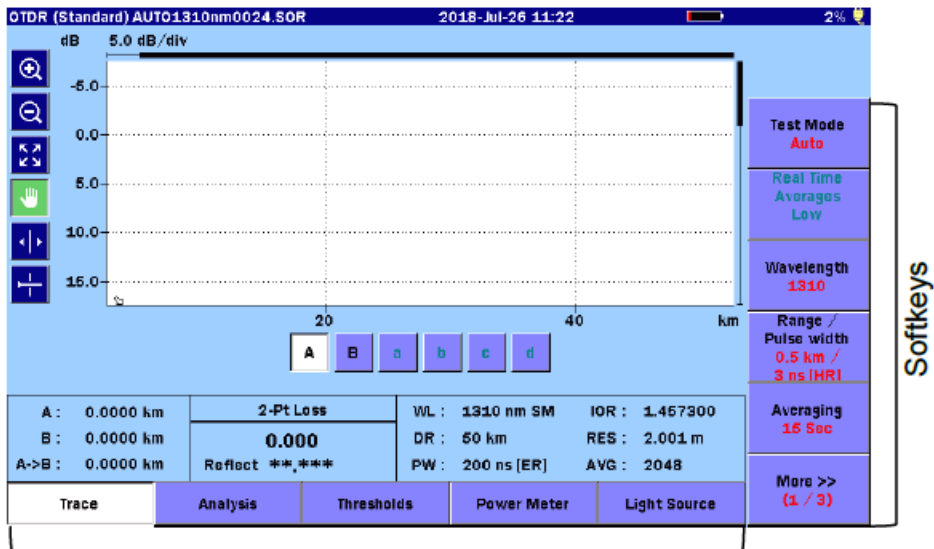 OTDR (Standard) AUTO1310nm0024.SOR 2018-Jul-26 11:22 2%
dB 5.0 dB/div
-5.0
0.0
5.0
10.0
15.0
20 40 km
A B a b c d
A : 0.0000 km
B : 0.0000 km
A->B : 0.0000 km
2-Pt Loss
0.000
Reflect **.***
WL : 1310 nm SM IOR : 1.457300
DR : 50 km RES : 2.001 m
PW : 200 ns [ER] AVG : 2048
Trace Analysis Thresholds Power Meter Light Source
Test Mode
Auto
Real Time
Averages
Low
Wavelength
1310
Range /
Pulse width
0.5 km /
3 ns [HR]
Averaging
15 Sec
More >>
(1 / 3)
Softkeys